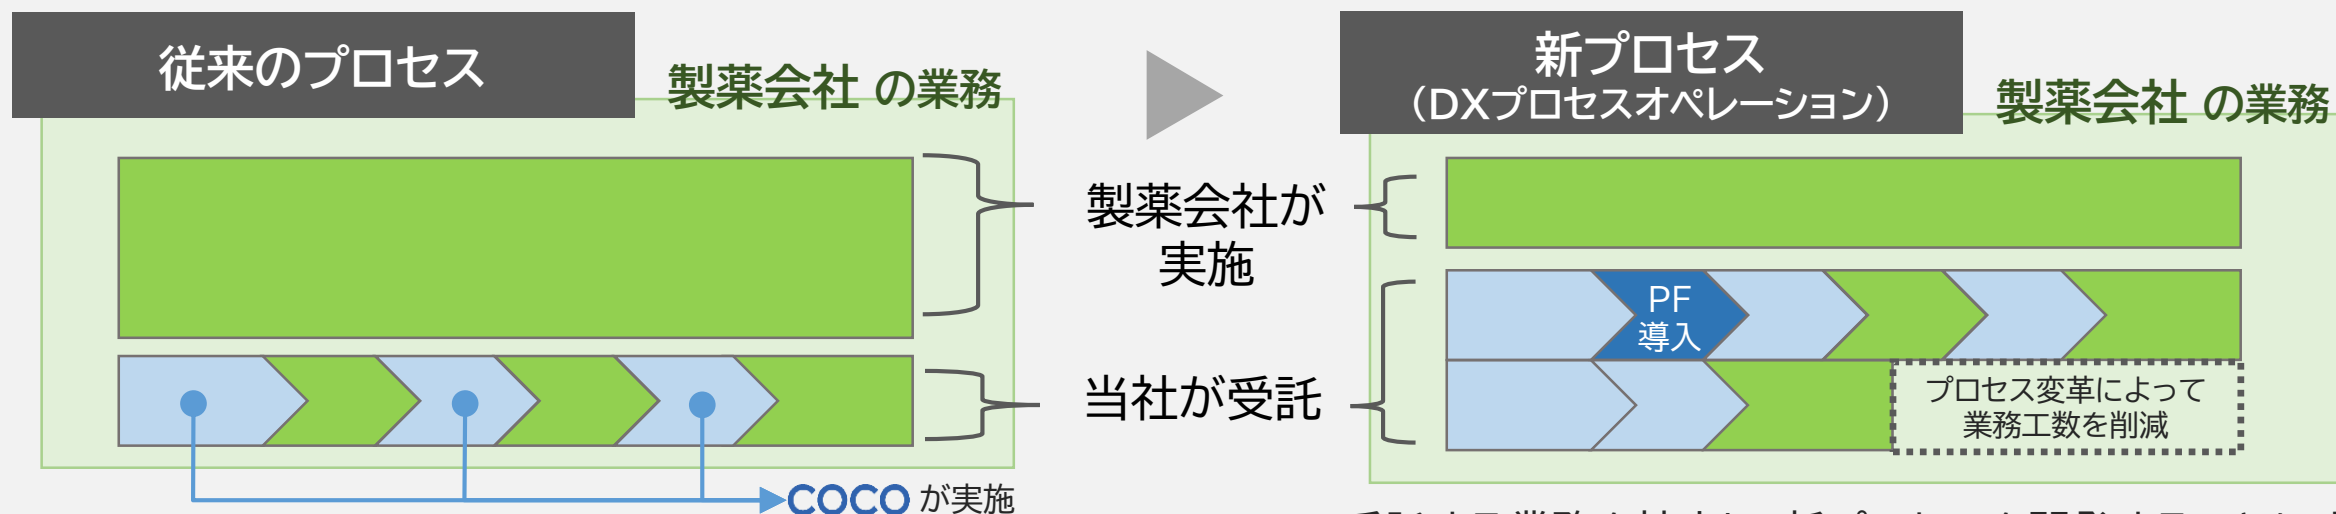 従来のプロセス
製薬会社 の業務
新プロセス
（DXプロセスオペレーション）
製薬会社 の業務
製薬会社が
実施
当社が受託
PF
導入
プロセス変革によって
業務工数を削減
COCO が実施